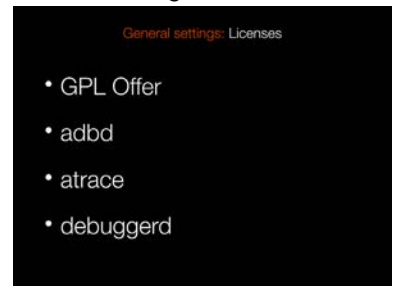 General settings: Licenses
• GPL Offer
• adbd
• atrace
• debuggerd